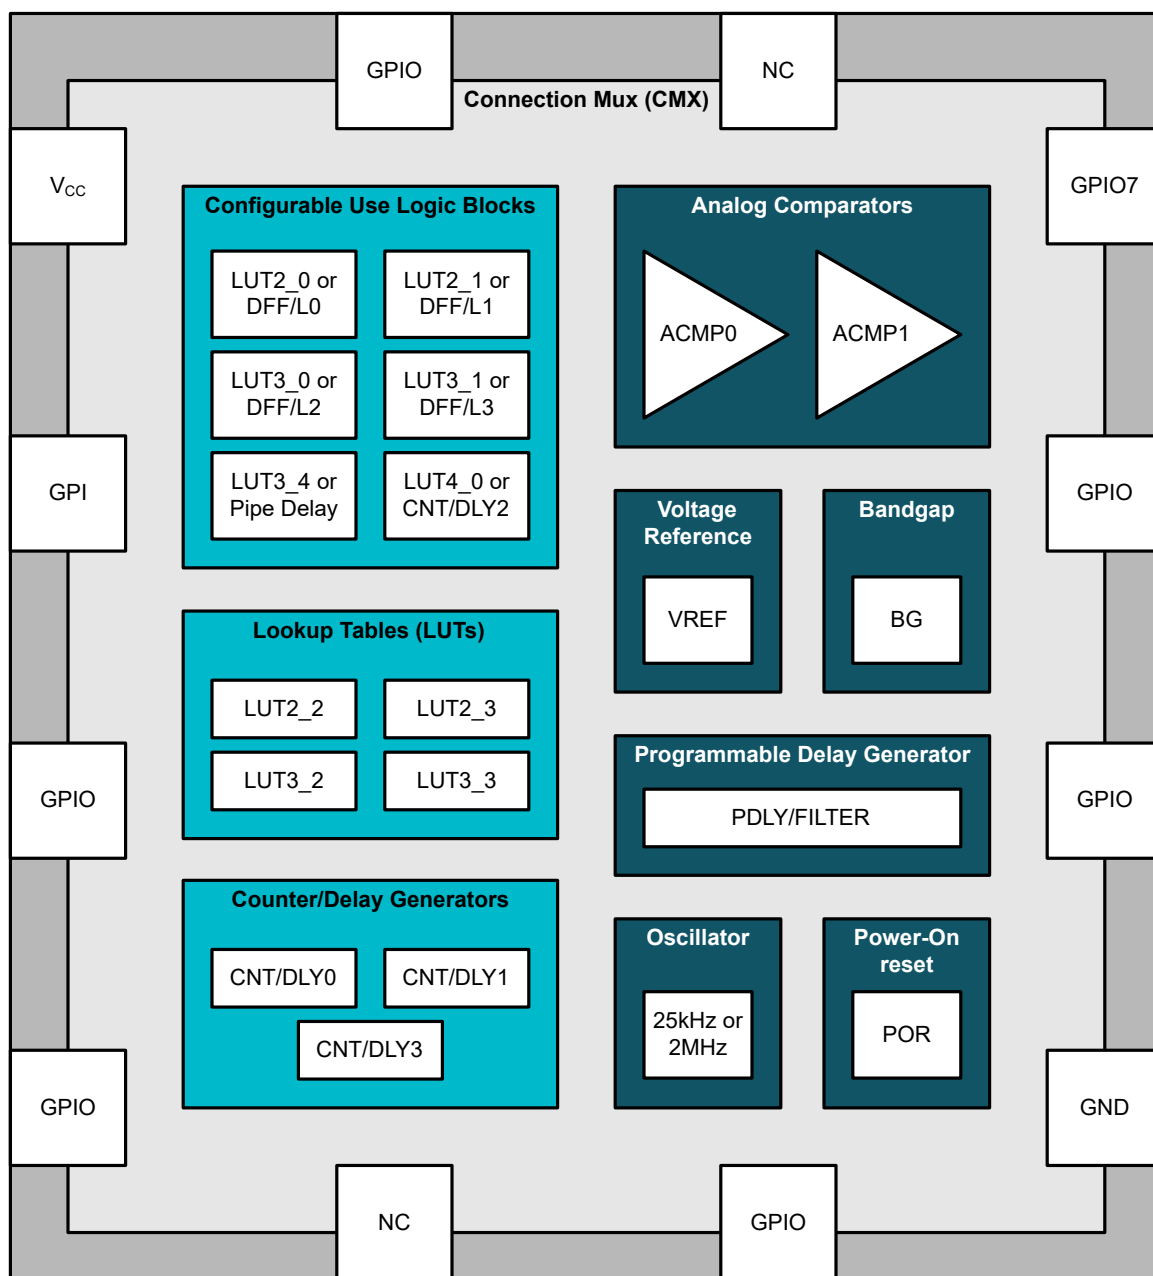 GPIO
NC
Connection Mux (CMX)
VCC
GPIO7
Configurable Use Logic Blocks
LUT2_0 or
DFF/L0
LUT2_1 or
DFF/L1
LUT3_0 or
DFF/L2
LUT3_1 or
DFF/L3
LUT3_4 or
Pipe Delay
LUT4_0 or
CNT/DLY2
Analog Comparators
ACMP0
ACMP1
GPI
GPIO
Voltage
Reference
VREF
Bandgap
BG
Lookup Tables (LUTs)
LUT2_2
LUT2_3
LUT3_2
LUT3_3
Programmable Delay Generator
PDLY/FILTER
GPIO
GPIO
Counter/Delay Generators
CNT/DLY0
CNT/DLY1
CNT/DLY3
Oscillator
25kHz or
2MHz
Power-On
reset
POR
GPIO
GND
NC
GPIO